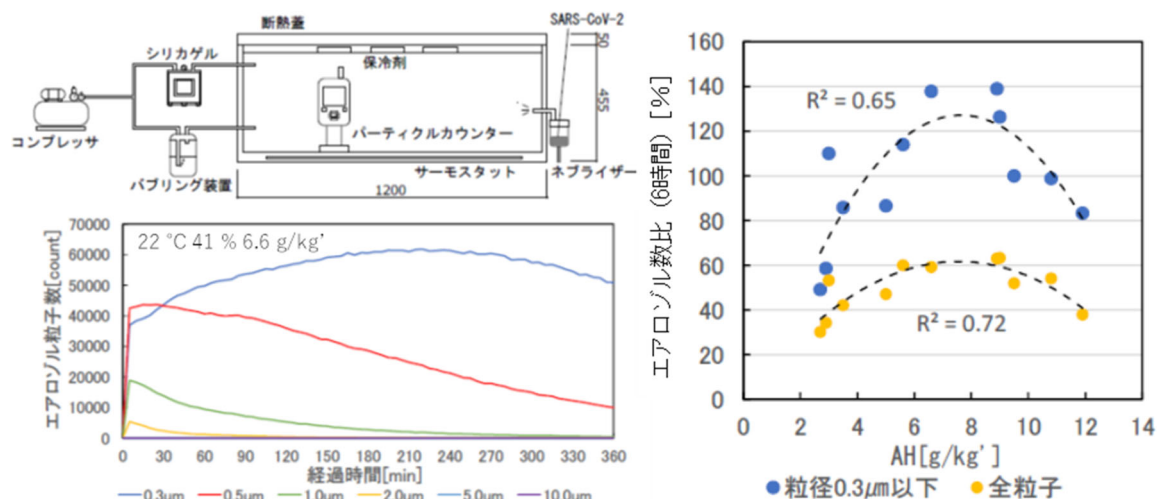 SARS-CoV-2
断熱蓋
シリカゲル
保冷剤
50
455
コンプレッサ
パーティクルカウンター
バブリング装置
サーモスタット
ネブライザー
1200
エアロゾル粒子数[count]
70000
60000
50000
40000
30000
20000
10000
0
22 °C 41 % 6.6 g/kg'
0 30 60 90 120 150 180 210 240 270 300 330 360
経過時間[min]
0.3μm 0.5μm 1.0μm 2.0μm 5.0μm 10.0μm
エアロゾル数比（6時間）[%]
160
140
120
100
80
60
40
20
0
R² = 0.65
R² = 0.72
0 2 4 6 8 10 12 14
AH[g/kg']
粒径0.3μm以下 全粒子